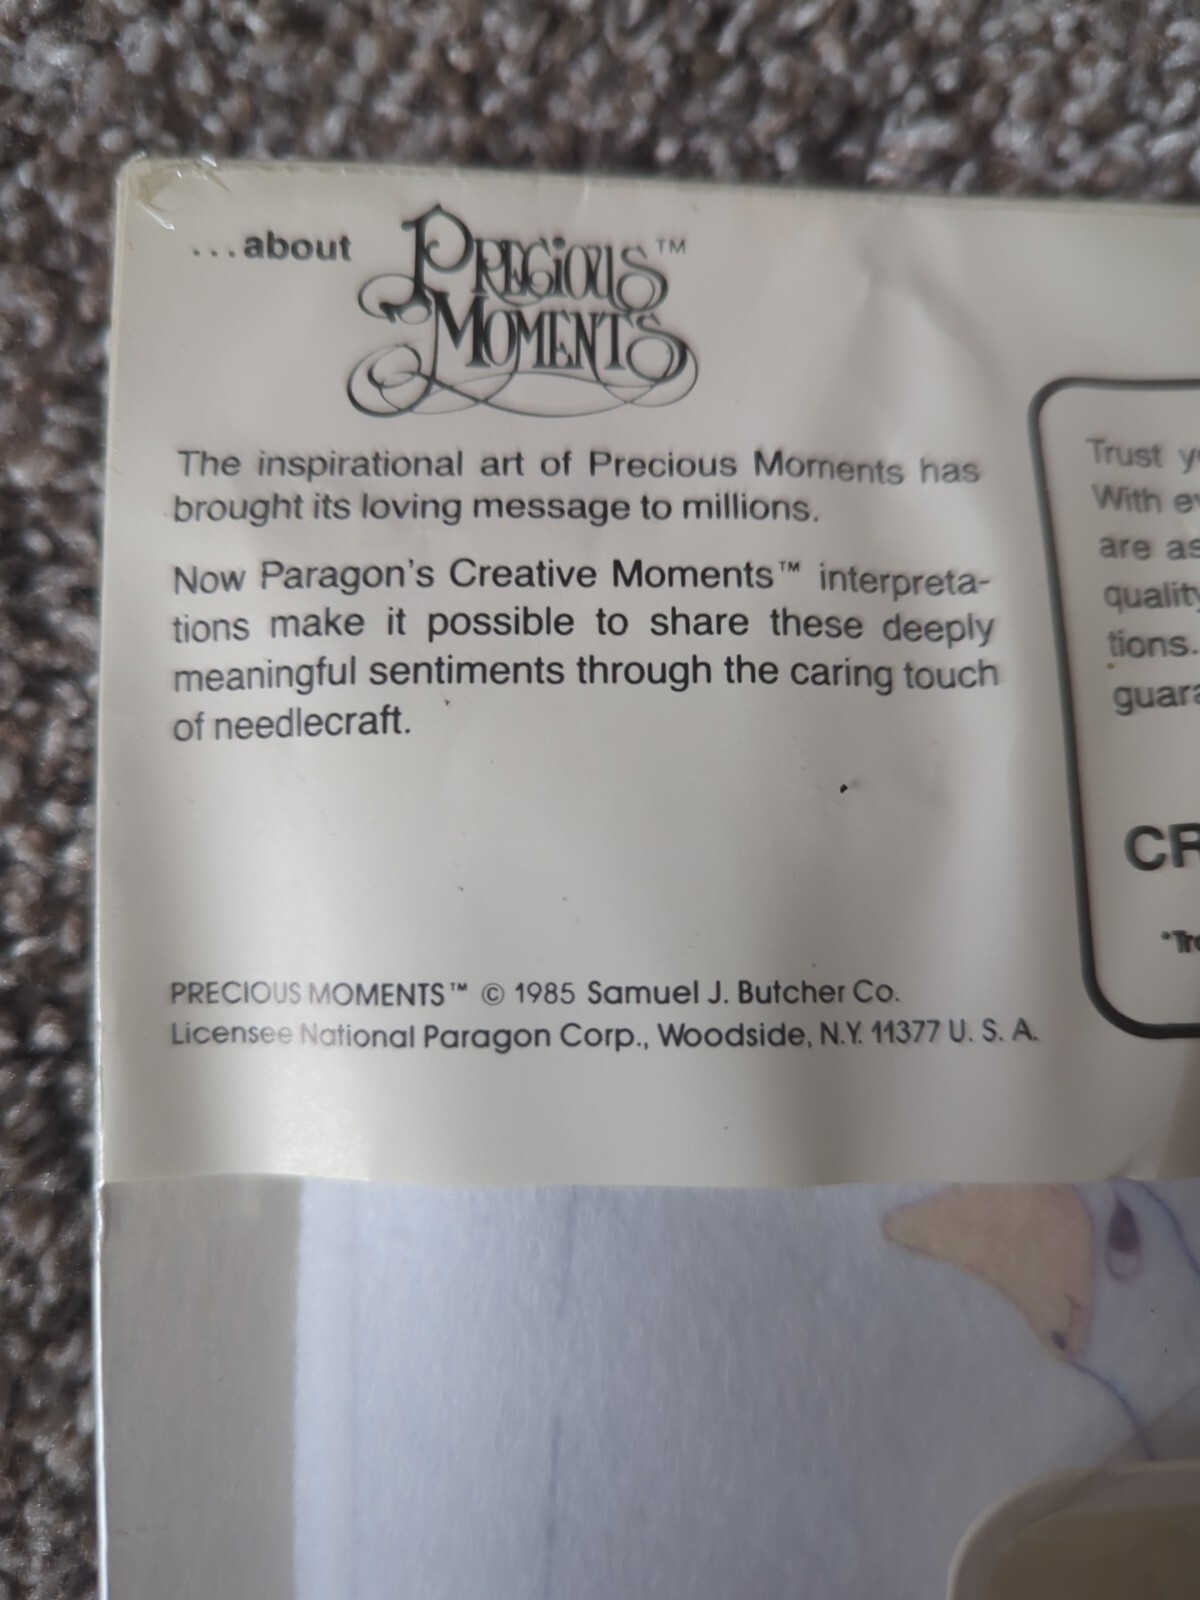 ...about
PRECIOUS™
MOMENTS
The inspirational art of Precious Moments has
brought its loving message to millions.
Now Paragon's Creative Moments™ interpreta-
tions make it possible to share these deeply
meaningful sentiments through the caring touch
of needlecraft.
PRECIOUS MOMENTS™ © 1985 Samuel J. Butcher Co.
Licensee National Paragon Corp., Woodside, N.Y. 11377 U. S. A.
Trust
With
are
quality
tions.
CR